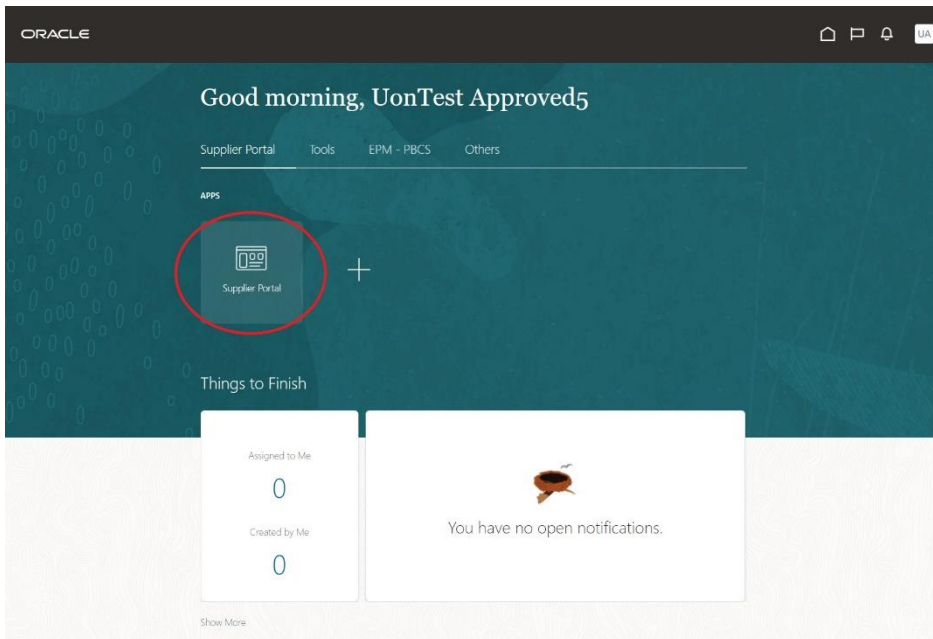 ORACLE
UA
Good morning, UonTest Approved5
Supplier Portal Tools EPM - PBCS Others
APPS
Supplier Portal
Things to Finish
Assigned to Me
0
Created by Me
0
You have no open notifications.
Show More